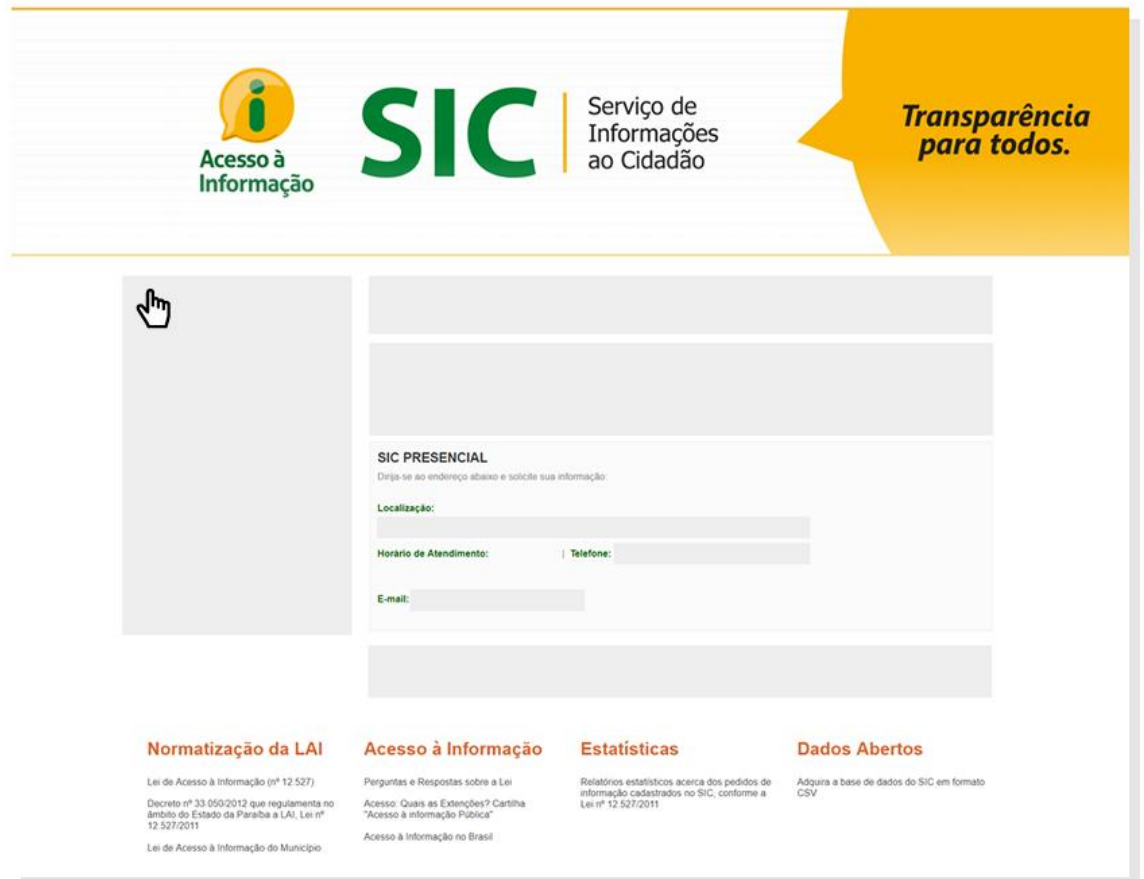 Acesso à
Informação
SIC
Serviço de
Informações
ao Cidadão
Transparência
para todos.
SIC PRESENCIAL
Dirija-se ao endereço abaixo e solicite sua informação:
Localização:
Horário de Atendimento: | Telefone:
E-mail:
Normatização da LAI
Lei de Acesso à Informação (nº 12.527)
Decreto nº 33.050/2012 que regulamenta no
âmbito do Estado da Paraíba a LAI, Lei nº
12.527/2011
Lei de Acesso à Informação do Município
Acesso à Informação
Perguntas e Respostas sobre a Lei
Acesso: Quais as Extenções? Cartilha
"Acesso à informação Pública"
Acesso à Informação no Brasil
Estatísticas
Relatórios estatísticos acerca dos pedidos de
informação cadastrados no SIC, conforme a
Lei nº 12.527/2011
Dados Abertos
Adquira a base de dados do SIC em formato
CSV